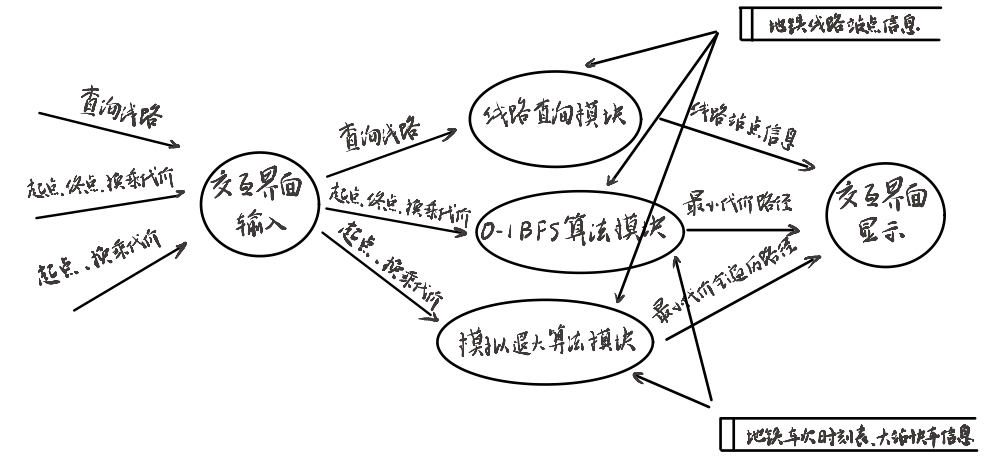 地铁线路站点信息
查询线路
起点、终点、换乘代价
起点、换乘代价
交互界面
输入
查询线路
起点、终点、换乘代价
起点、换乘代价
线路查询模块
0-1BFS算法模块
模拟退火算法模块
线路站点信息
最小代价路径
最小代价全遍历路径
交互界面
显示
地铁车次时刻表、大站快车信息